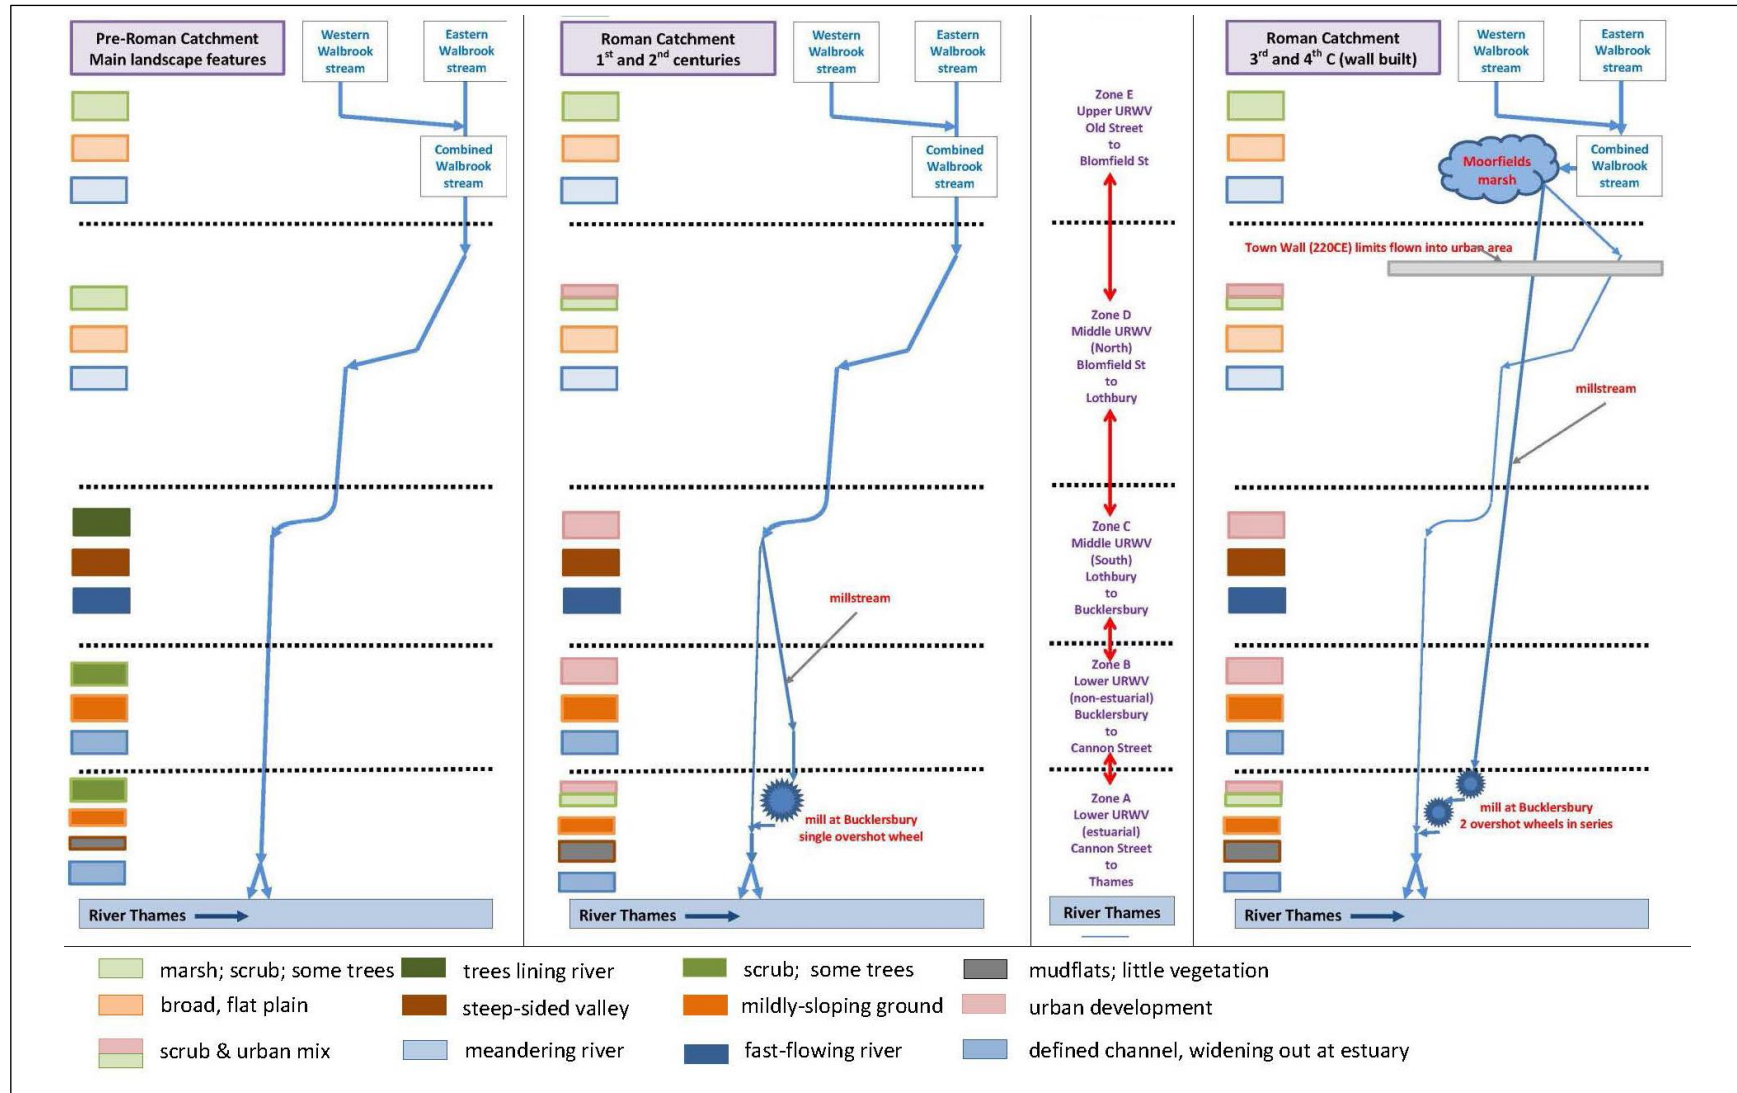 Pre-Roman Catchment
Main landscape features
Western
Walbrook
stream
Eastern
Walbrook
stream
Combined
Walbrook
stream
River Thames
Roman Catchment
1st and 2nd centuries
Western
Walbrook
stream
Eastern
Walbrook
stream
Combined
Walbrook
stream
millstream
mill at Bucklersbury
single overshot wheel
River Thames
Zone E
Upper URWV
Old Street
to
Blomfield St
Zone D
Middle URWV
(North)
Blomfield St
to
Lothbury
Zone C
Middle URWV
(South)
Lothbury
to
Bucklersbury
Zone B
Lower URWV
(non-estuarial)
Bucklersbury
to
Cannon Street
Zone A
Lower URWV
(estuarial)
Cannon Street
to
Thames
River Thames
Roman Catchment
3rd and 4th C (wall built)
Western
Walbrook
stream
Eastern
Walbrook
stream
Moorfields
marsh
Combined
Walbrook
stream
Town Wall (220CE) limits flown into urban area
millstream
mill at Bucklersbury
2 overshot wheels in series
River Thames
marsh; scrub; some trees
trees lining river
scrub; some trees
mudflats; little vegetation
broad, flat plain
steep-sided valley
mildly-sloping ground
urban development
scrub & urban mix
meandering river
fast-flowing river
defined channel, widening out at estuary